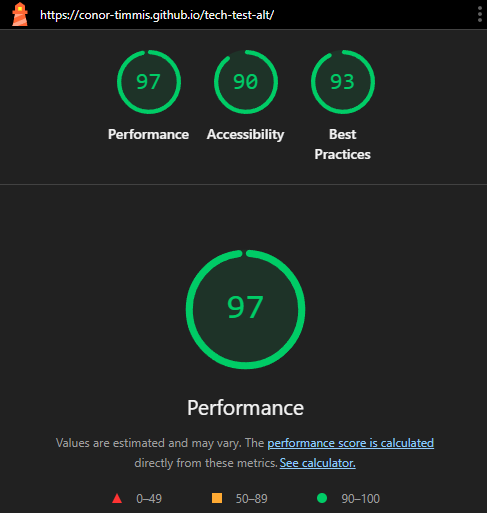 https://conor-timmis.github.io/tech-test-alt/
97
90
93
Performance
Accessibility
Best
Practices
97
Performance
Values are estimated and may vary. The performance score is calculated
directly from these metrics. See calculator.
0–49
50–89
90–100